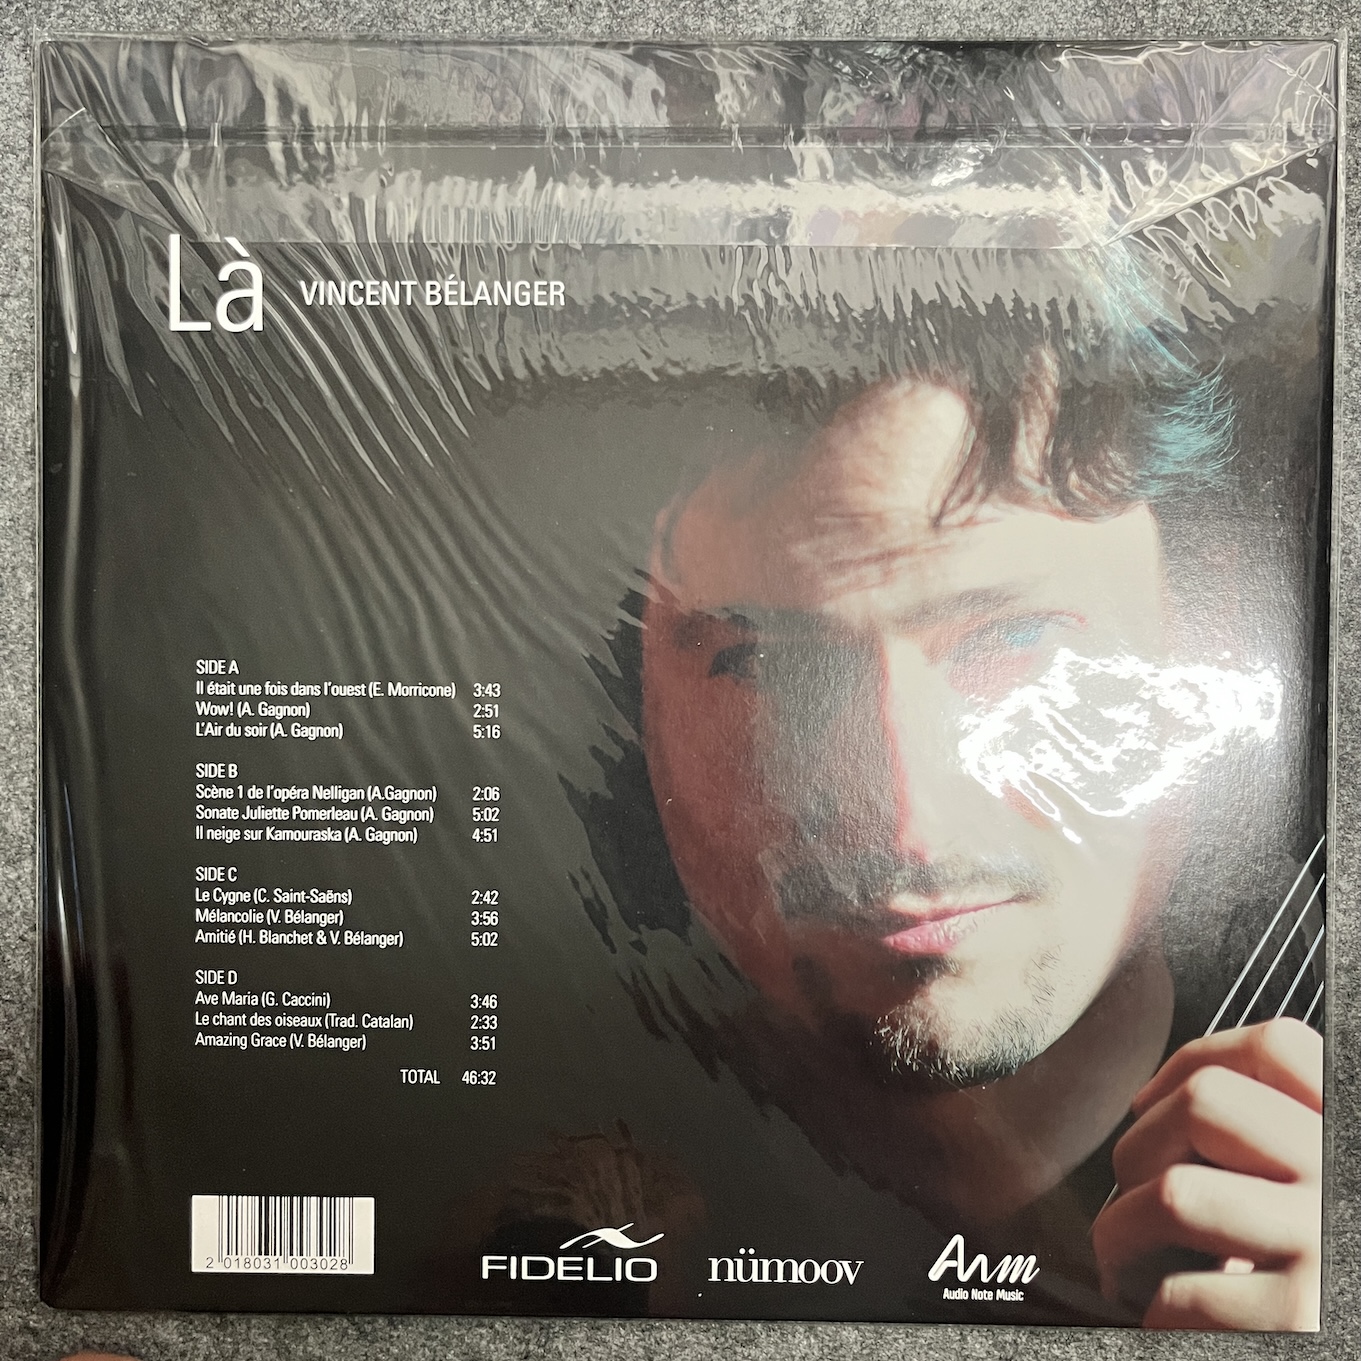 Là VINCENT BÉLANGER
SIDE A
Il était une fois dans l'ouest (E. Morricone) 3:43
Wow! (A. Gagnon) 2:51
L'Air du soir (A. Gagnon) 5:16
SIDE B
Scène 1 de l'opéra Nelligan (A.Gagnon) 2:06
Sonate Juliette Pomerleau (A. Gagnon) 5:02
Il neige sur Kamouraska (A. Gagnon) 4:51
SIDE C
Le Cygne (C. Saint-Saëns) 2:42
Mélancolie (V. Bélanger) 3:56
Amitié (H. Blanchet & V. Bélanger) 5:02
SIDE D
Ave Maria (G. Caccini) 3:46
Le chant des oiseaux (Trad. Catalan) 2:33
Amazing Grace (V. Bélanger) 3:51
TOTAL 46:32
2 018031 003028
FIDELIO
nümoov
Anm
Audio Note Music